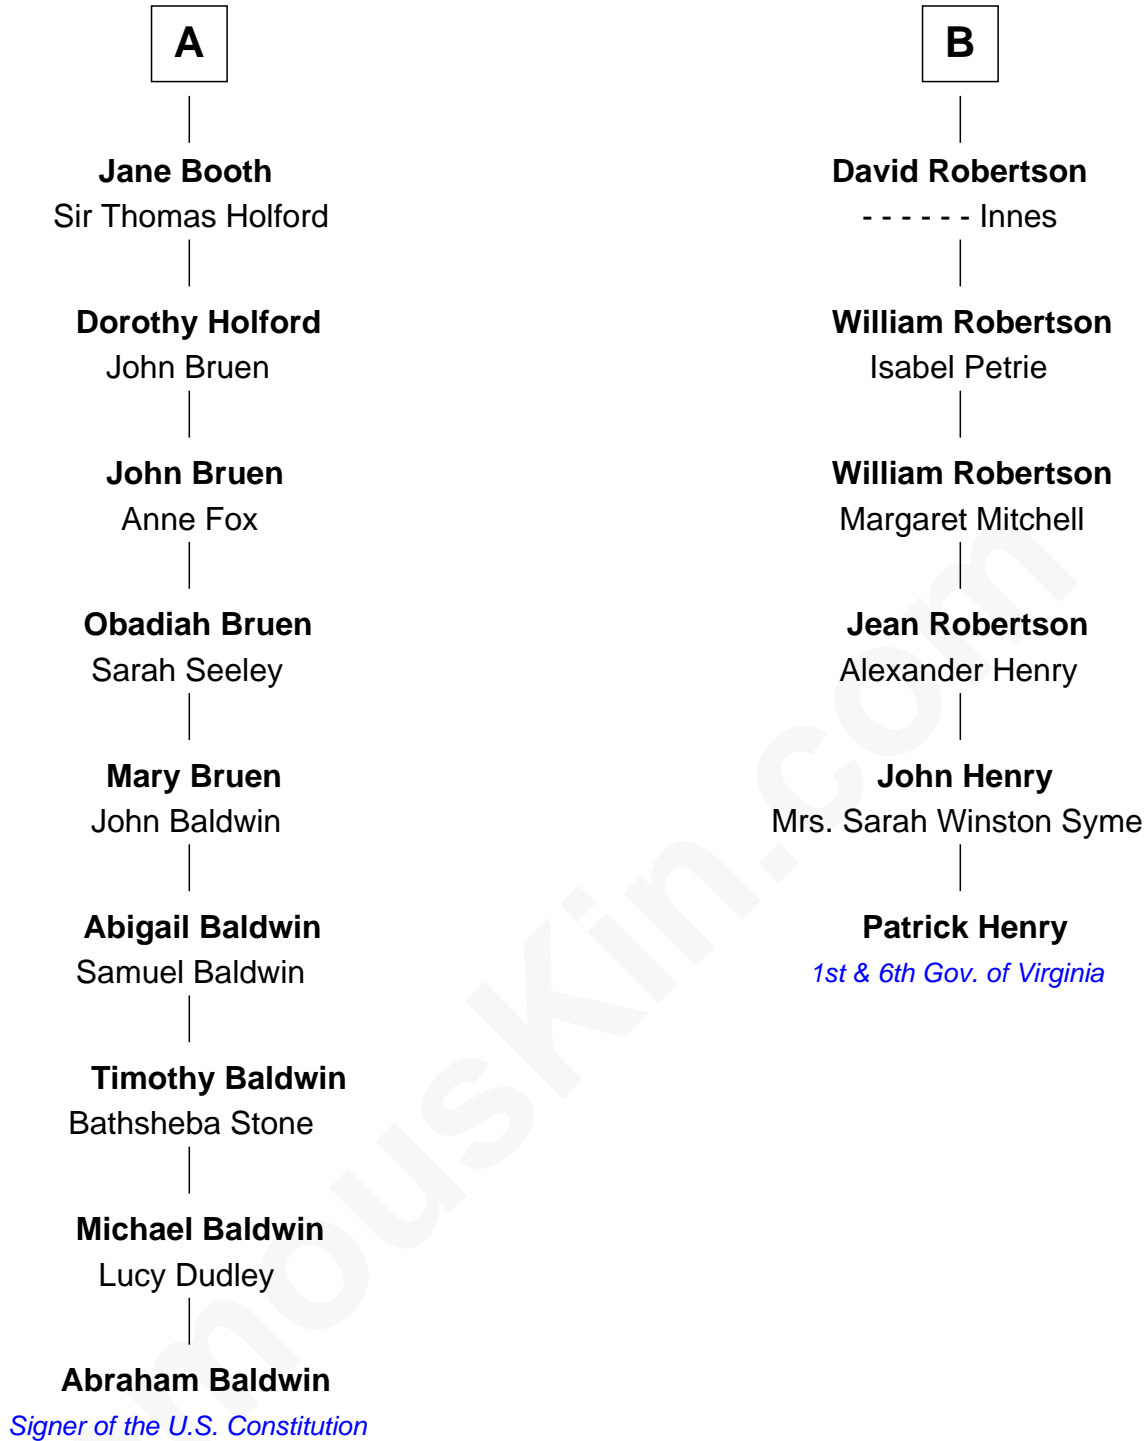 A
Jane Booth
Sir Thomas Holford
Dorothy Holford
John Bruen
John Bruen
Anne Fox
Obadiah Bruen
Sarah Seeley
Mary Bruen
John Baldwin
Abigail Baldwin
Samuel Baldwin
Timothy Baldwin
Bathsheba Stone
Michael Baldwin
Lucy Dudley
Abraham Baldwin
Signer of the U.S. Constitution
B
David Robertson
- - - - - - Innes
William Robertson
Isabel Petrie
William Robertson
Margaret Mitchell
Jean Robertson
Alexander Henry
John Henry
Mrs. Sarah Winston Syme
Patrick Henry
1st & 6th Gov. of Virginia
mouskin.com